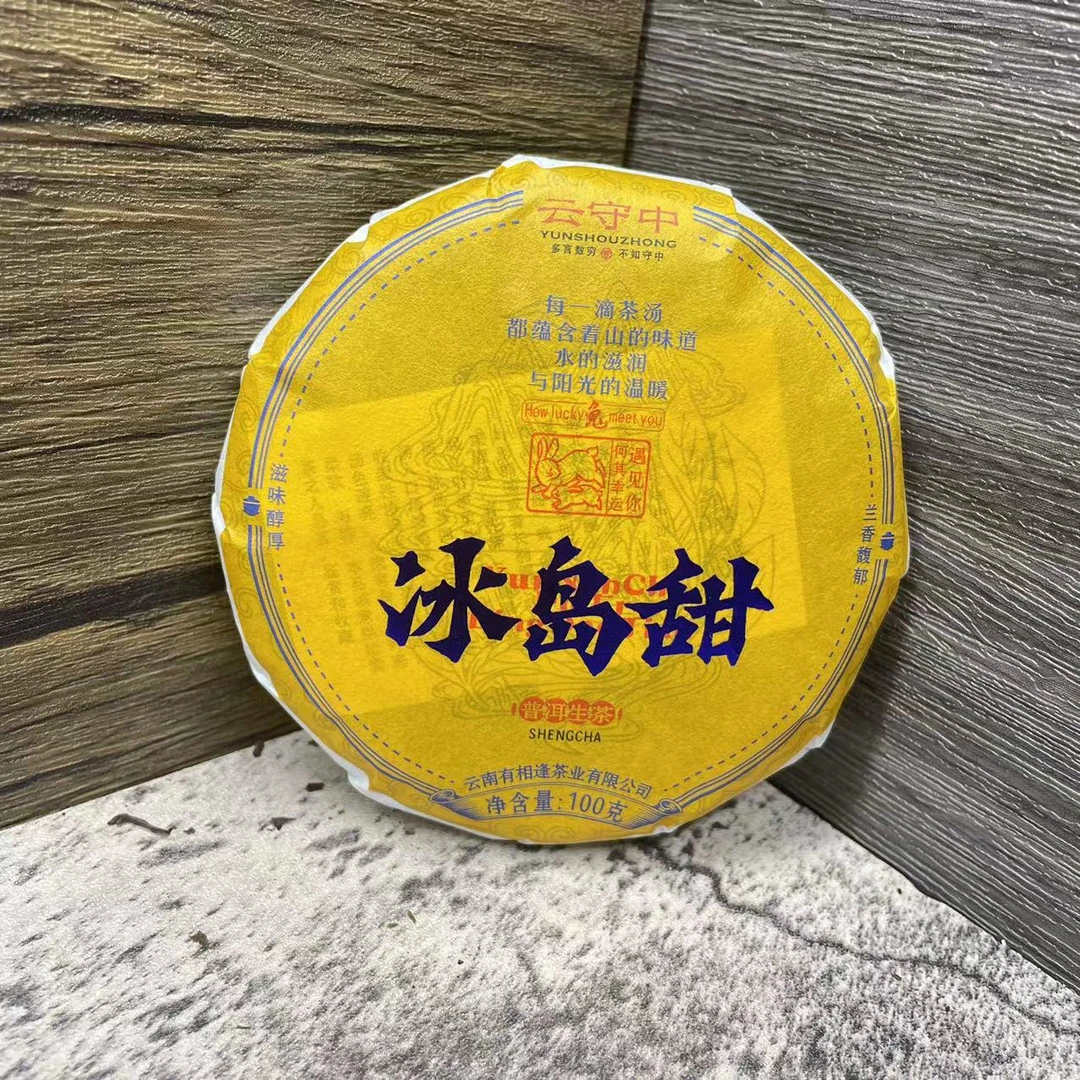 云守中
YUNSHOUZHONG
多言数穷 不如守中
每一滴茶汤
都蕴含着山的味道
水的滋润
与阳光的温暖
How lucky 兔 meet you
遇见你
何其幸运
滋味醇厚
兰香馥郁
冰岛甜
普洱生茶
SHENGCHA
云南有相逢茶业有限公司
净含量:100克